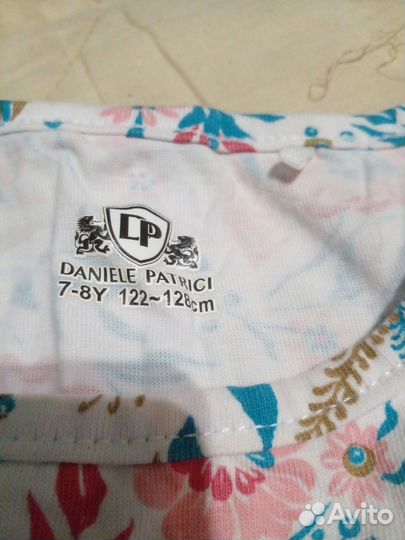 DP
DANIELE PATRICI
7-8Y 122~128cm
Avito